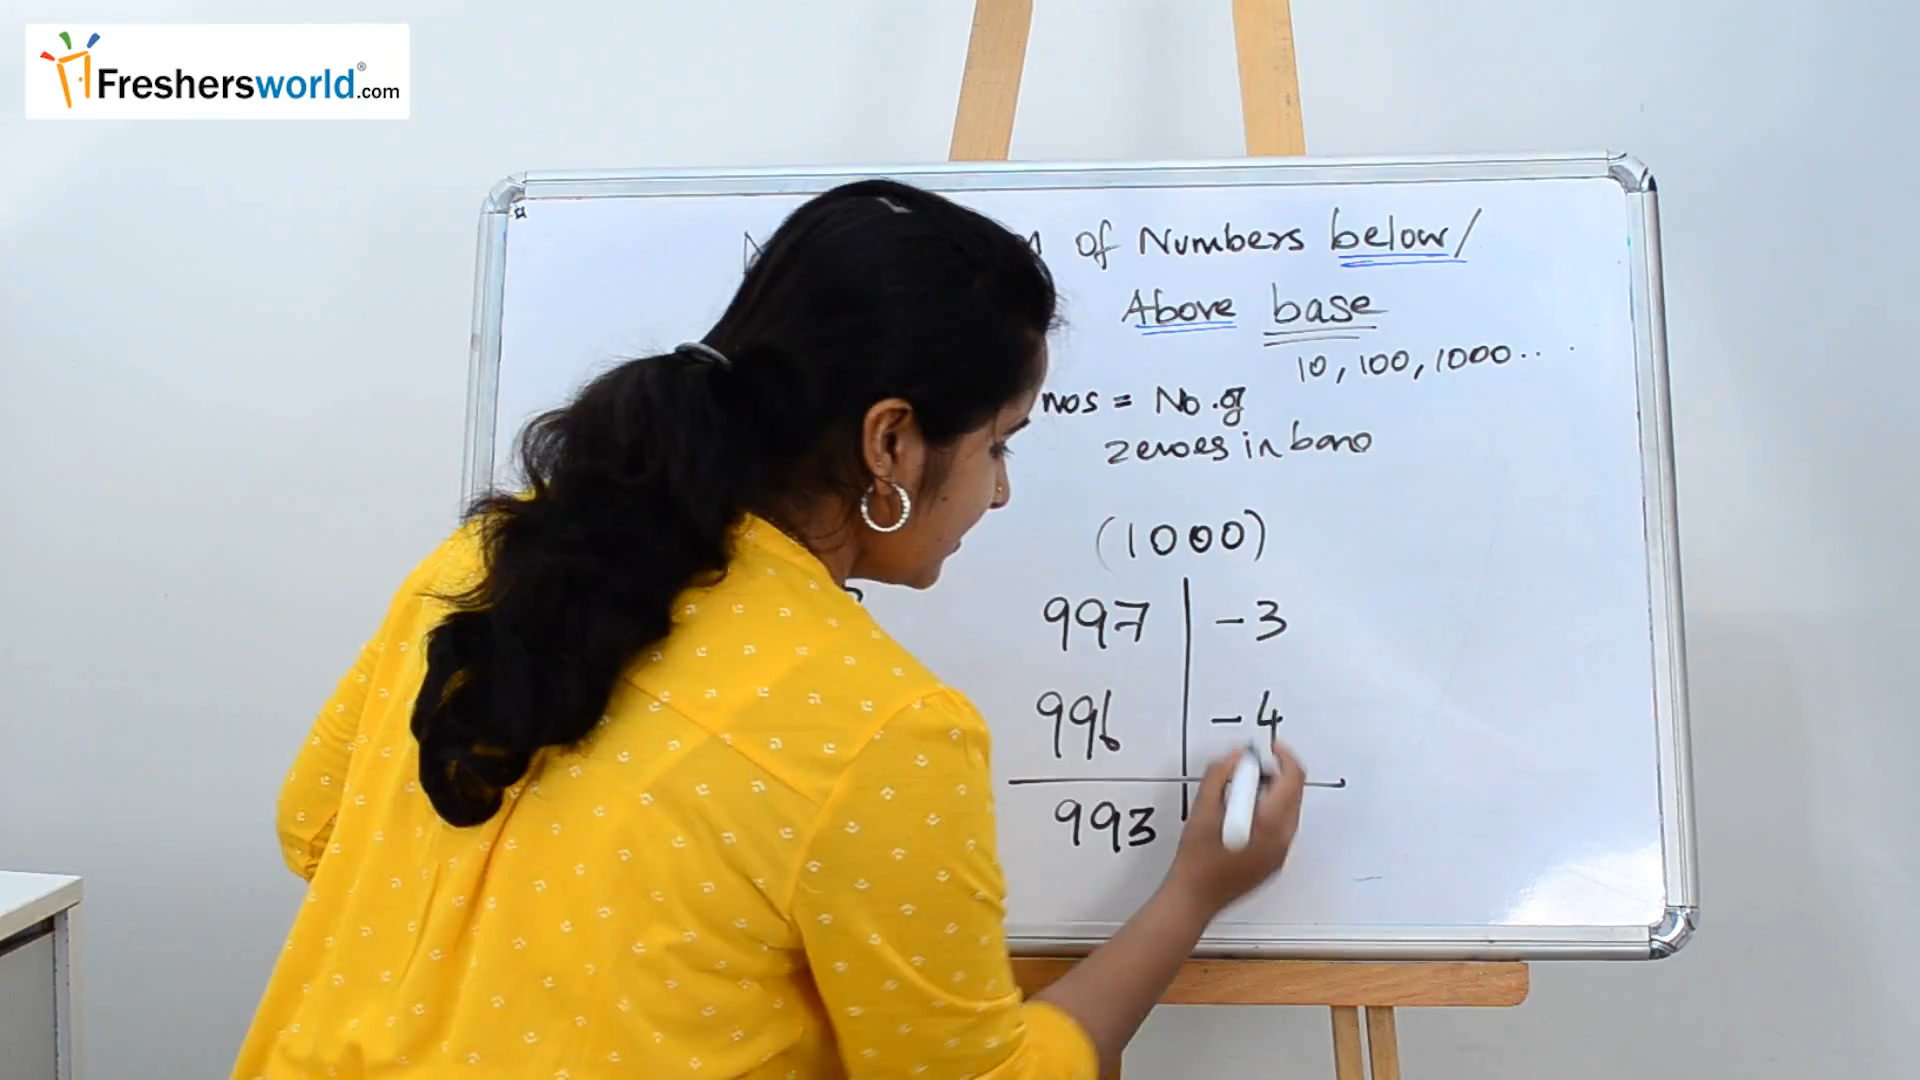 Freshersworld.com
of Numbers below/
Above base
10, 100, 1000...
nos = No. of
zeroes in base
(1000)
997 | -3
996 | -4
993